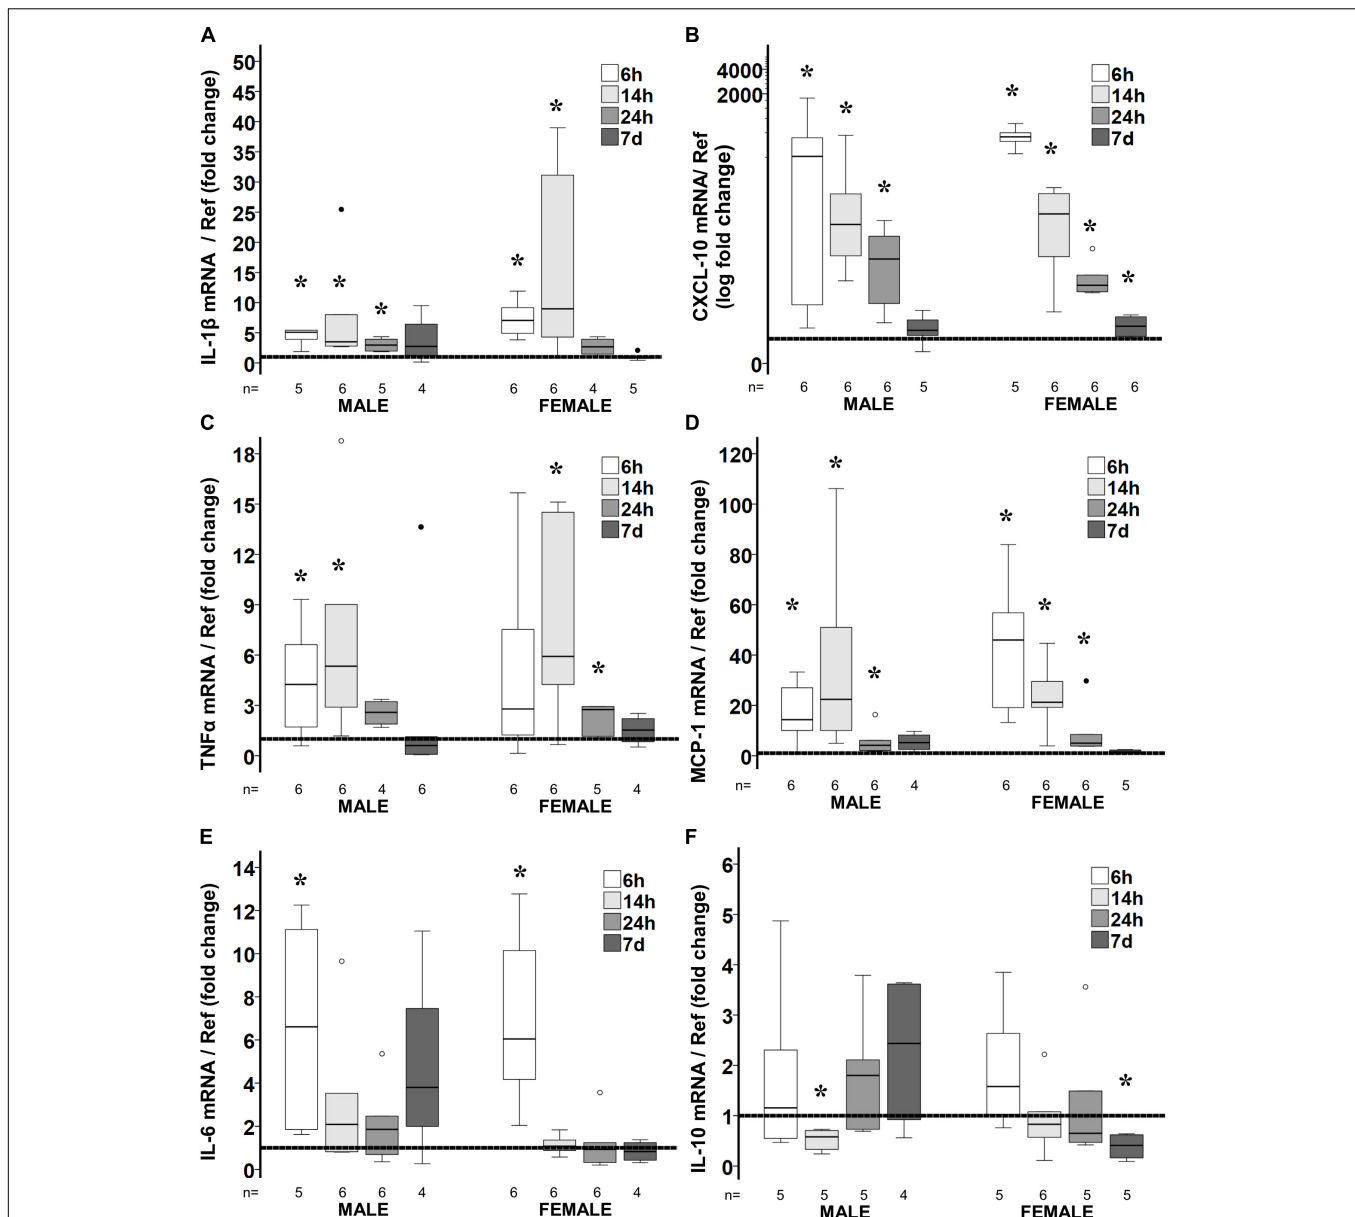 A
IL-1β mRNA / Ref (fold change)
50
45
40
35
30
25
20
15
10
5
0
6h
14h
24h
7d
* * * * *
n= 5 6 5 4 6 6 4 5
MALE FEMALE
B
CXCL-10 mRNA/ Ref
(log fold change)
4000
2000
0
6h
14h
24h
7d
* * * * * * *
n= 6 6 6 5 5 6 6 6
MALE FEMALE
C
TNFα mRNA / Ref (fold change)
18
15
12
9
6
3
0
6h
14h
24h
7d
* * * *
n= 6 6 4 6 6 6 5 4
MALE FEMALE
D
MCP-1 mRNA / Ref (fold change)
120
100
80
60
40
20
0
6h
14h
24h
7d
* * * * * *
n= 6 6 6 4 6 6 6 5
MALE FEMALE
E
IL-6 mRNA / Ref (fold change)
14
12
10
8
6
4
2
0
6h
14h
24h
7d
* *
n= 5 6 6 4 6 6 6 4
MALE FEMALE
F
IL-10 mRNA / Ref (fold change)
6
5
4
3
2
1
0
6h
14h
24h
7d
* *
n= 5 5 5 4 5 6 5 5
MALE FEMALE